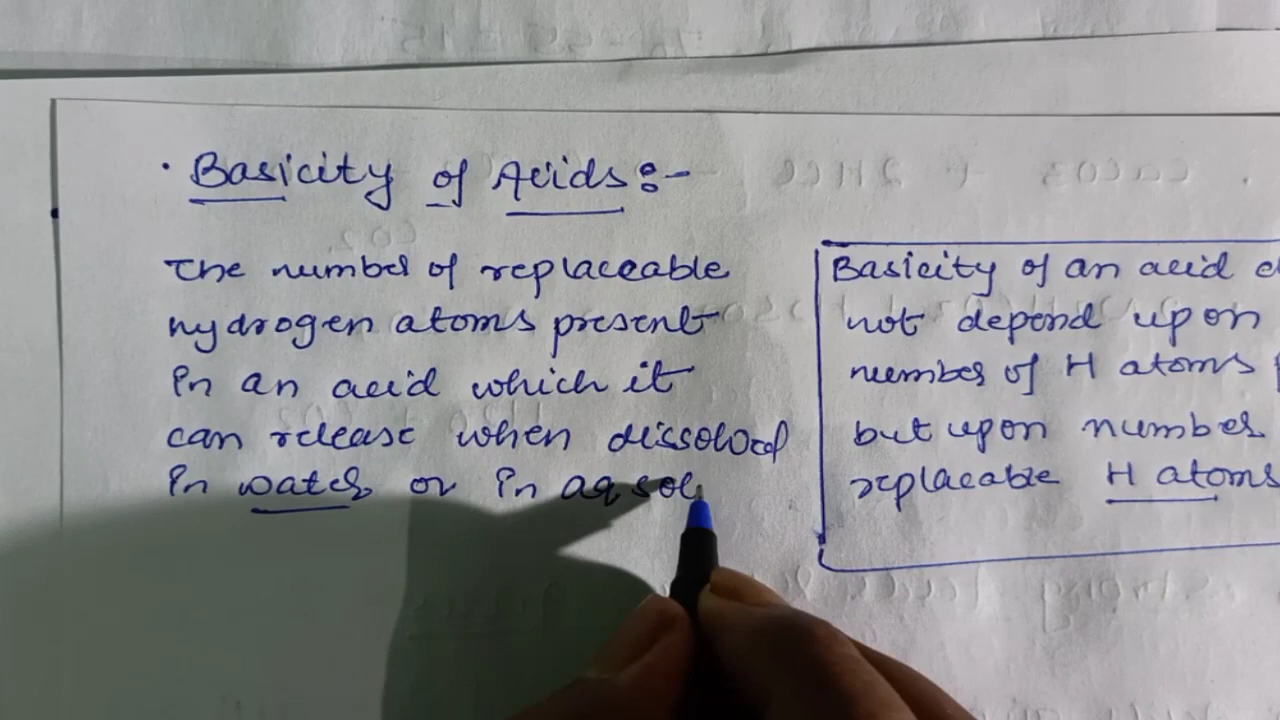 · Basicity of Acids:-
The number of replaceable
hydrogen atoms present
in an acid which it
can release when dissolved
in water or in aq sol
Basicity of an acid d
not depend upon
number of H atoms
but upon number
replacable H atoms